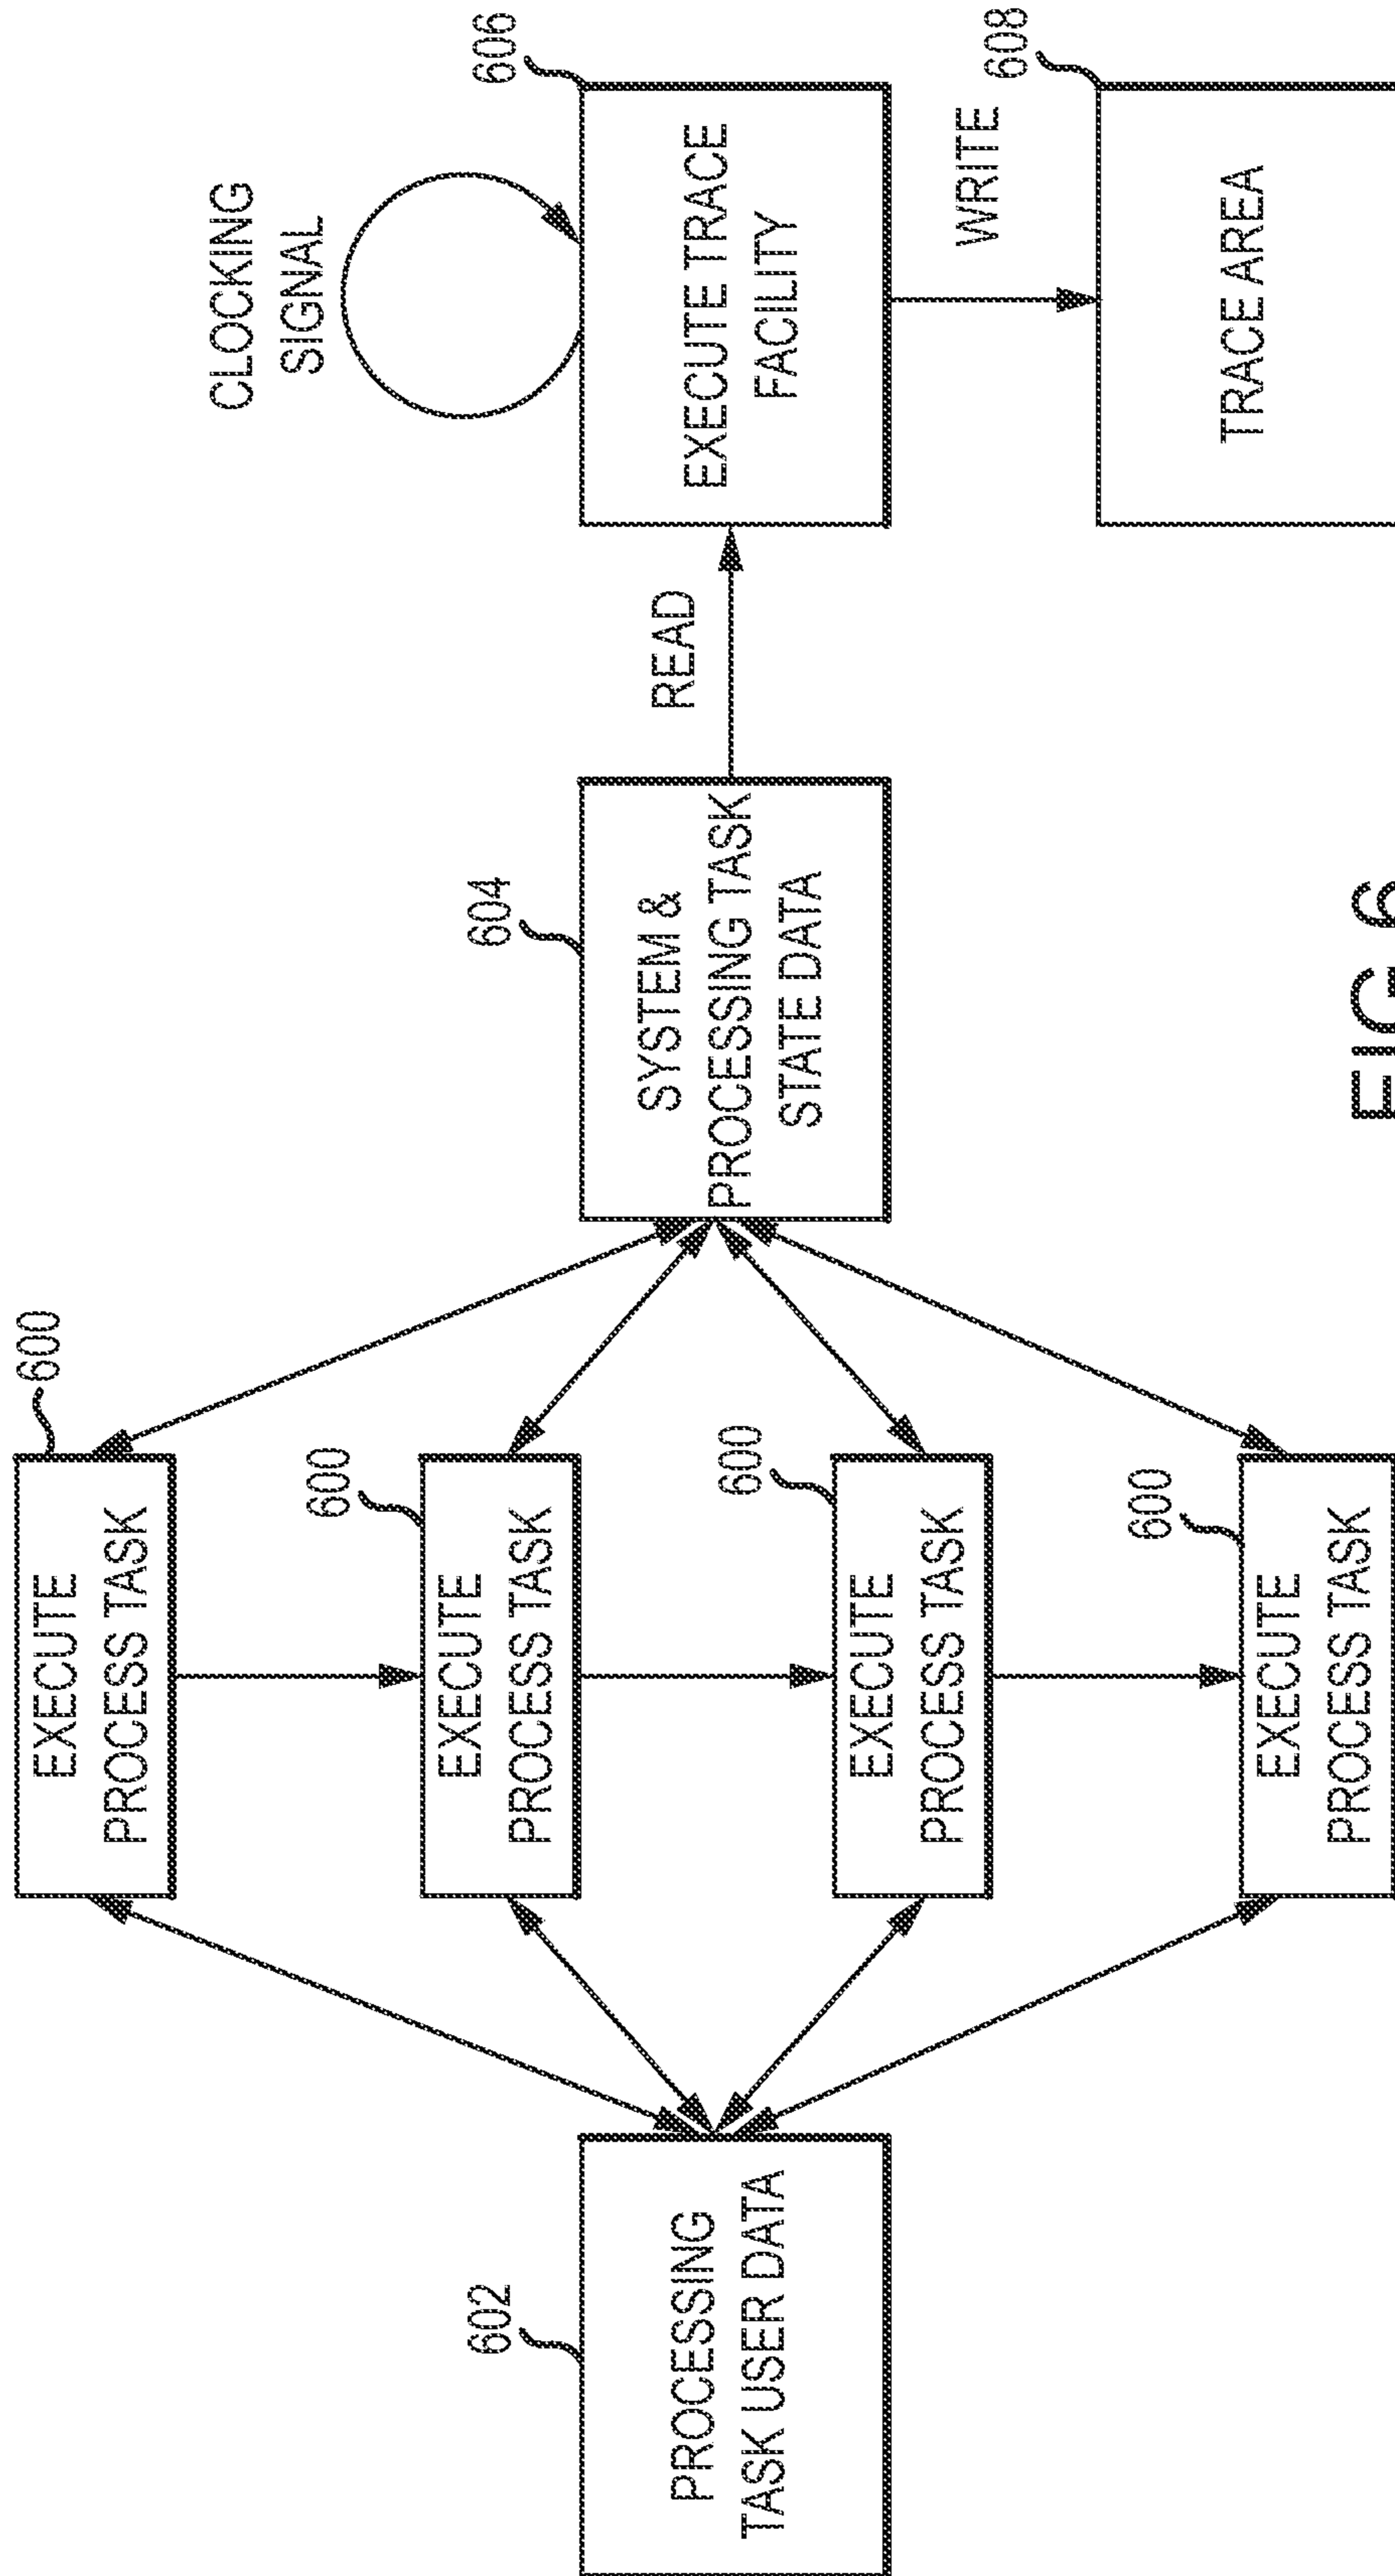 600
EXECUTE
PROCESS TASK
600
EXECUTE
PROCESS TASK
600
EXECUTE
PROCESS TASK
600
EXECUTE
PROCESS TASK
602
PROCESSING
TASK USER DATA
604
SYSTEM &
PROCESSING TASK
STATE DATA
READ
CLOCKING
SIGNAL
606
EXECUTE TRACE
FACILITY
WRITE
608
TRACE AREA
FIG. 6